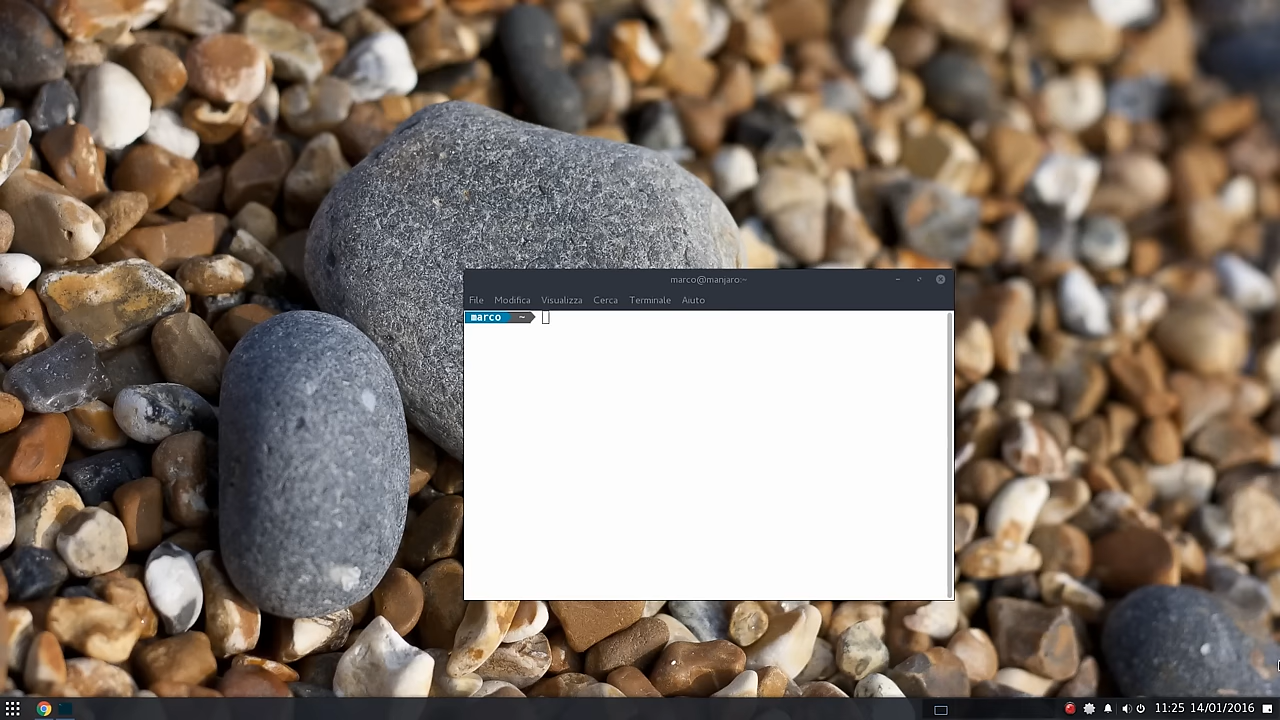 marco@manjaro:~
File Modifica Visualizza Cerca Terminale Aiuto
marco ~
11:25 14/01/2016